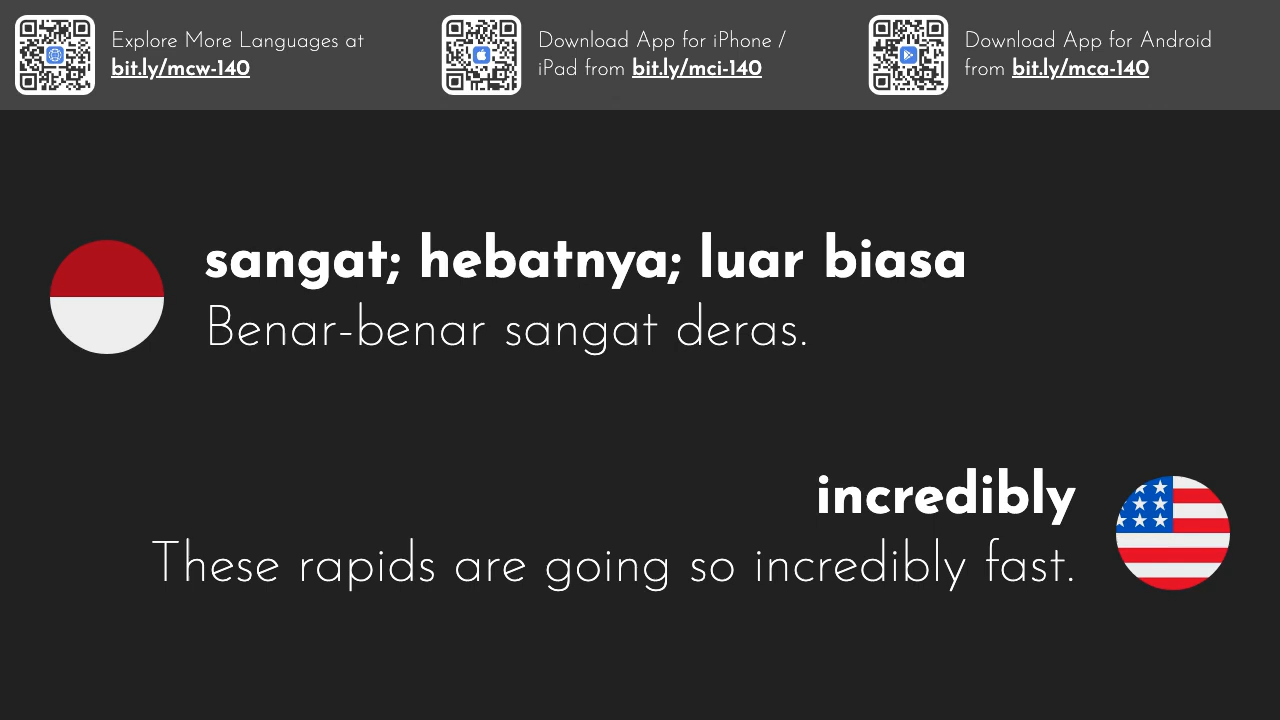 Explore More Languages at
bit.ly/mcw-140
Download App for iPhone /
iPad from bit.ly/mci-140
Download App for Android
from bit.ly/mca-140
sangat; hebatnya; luar biasa
Benar-benar sangat deras.
incredibly
These rapids are going so incredibly fast.